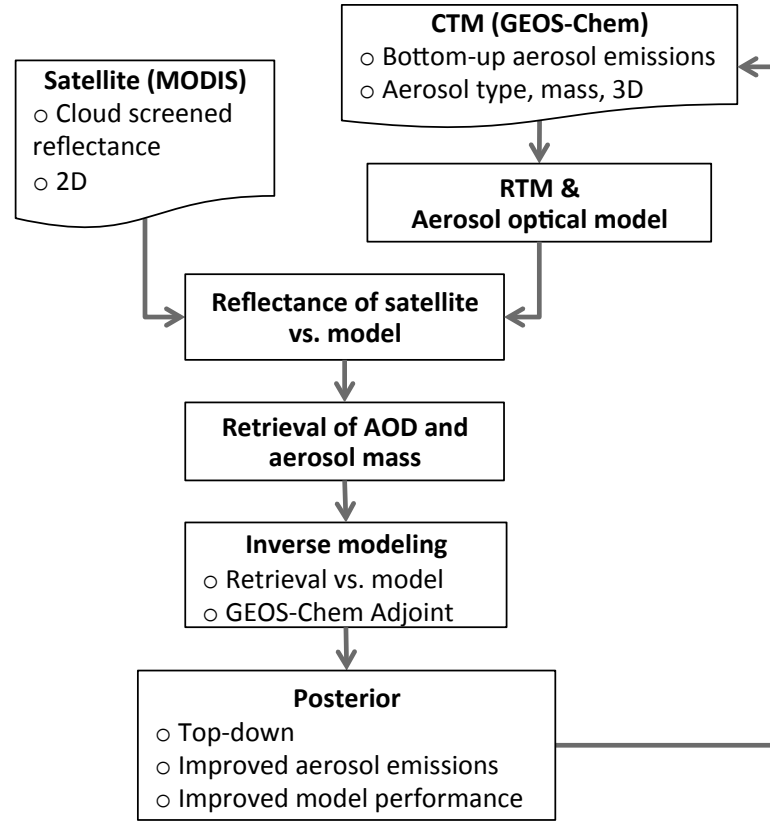 CTM (GEOS-Chem)
○ Bottom-up aerosol emissions
○ Aerosol type, mass, 3D
Satellite (MODIS)
○ Cloud screened
reflectance
○ 2D
RTM &
Aerosol optical model
Reflectance of satellite
vs. model
Retrieval of AOD and
aerosol mass
Inverse modeling
○ Retrieval vs. model
○ GEOS-Chem Adjoint
Posterior
○ Top-down
○ Improved aerosol emissions
○ Improved model performance